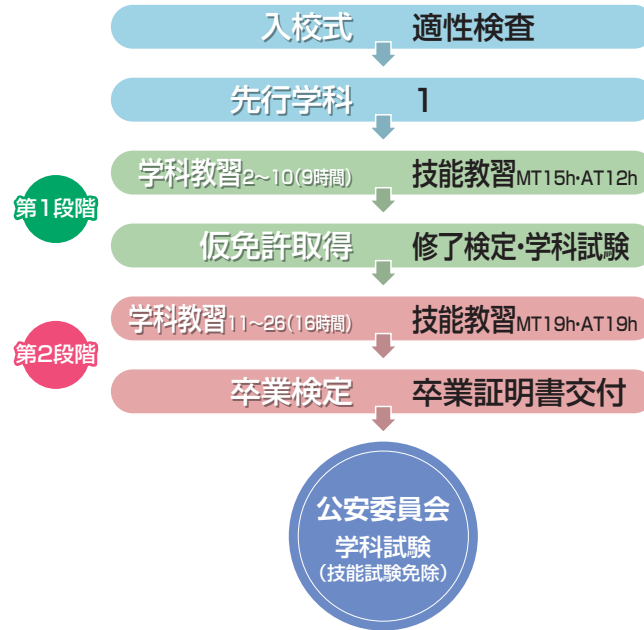 入校式 適性検査
先行学科 1
学科教習2～10(9時間) 技能教習MT15h・AT12h
第1段階
仮免許取得 修了検定・学科試験
学科教習11～26(16時間) 技能教習MT19h・AT19h
第2段階
卒業検定 卒業証明書交付
公安委員会
学科試験
(技能試験免除)